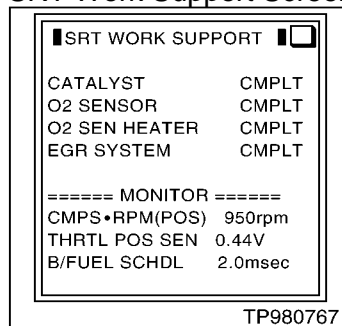 SRT WORK SUPPORT
CATALYST CMPLT
O2 SENSOR CMPLT
O2 SEN HEATER CMPLT
EGR SYSTEM CMPLT
====== MONITOR ======
CMPS•RPM(POS) 950rpm
THRTL POS SEN 0.44V
B/FUEL SCHDL 2.0msec
TP980767